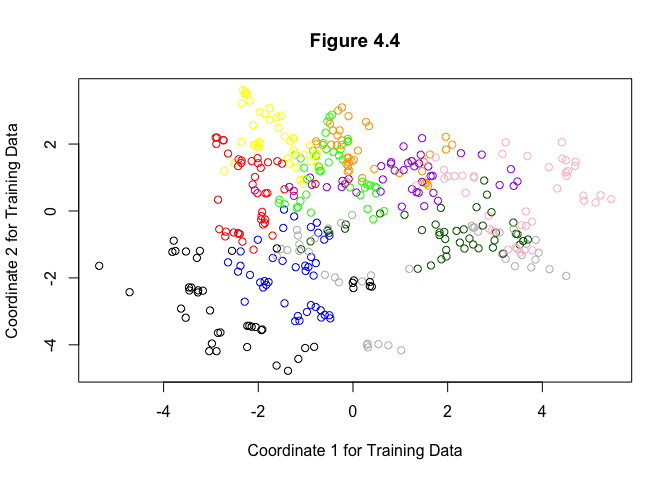 Figure 4.4
Coordinate 2 for Training Data
2
0
-2
-4
-4 -2 0 2 4
Coordinate 1 for Training Data